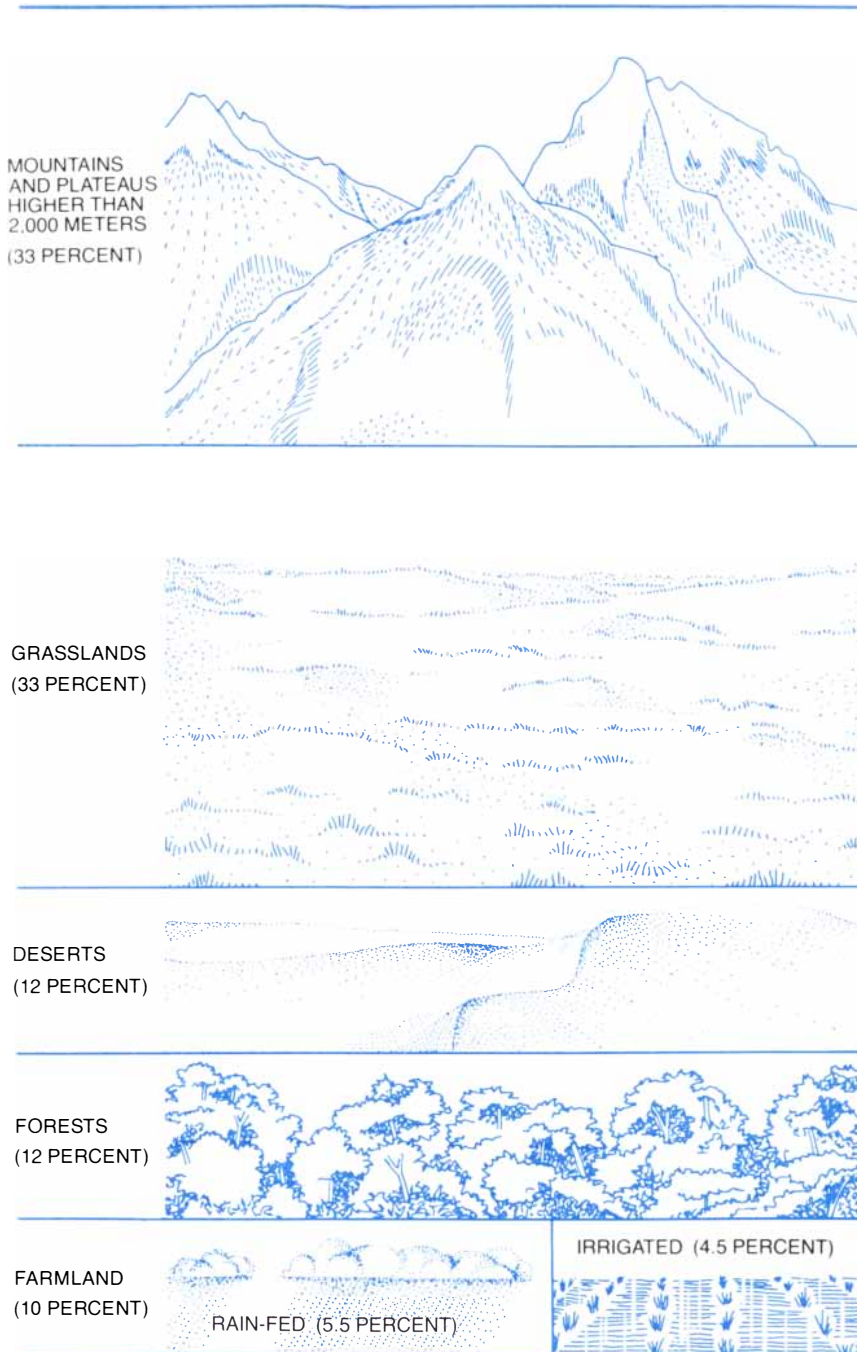 MOUNTAINS
AND PLATEAUS
HIGHER THAN
2.000 METERS
(33 PERCENT)
GRASSLANDS
(33 PERCENT)
DESERTS
(12 PERCENT)
FORESTS
(12 PERCENT)
FARMLAND
(10 PERCENT)
RAIN-FED (5.5 PERCENT)
IRRIGATED (4.5 PERCENT)